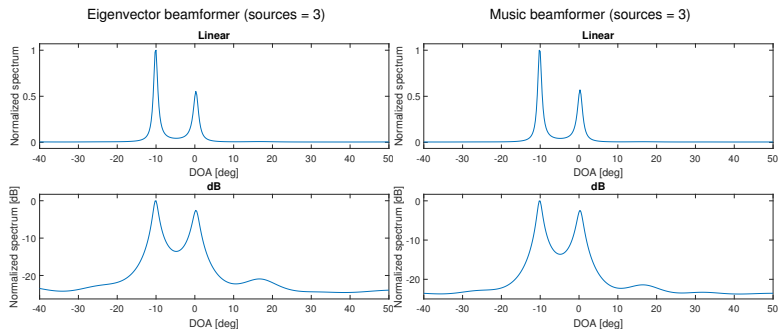 Eigenvector beamformer (sources = 3)
Linear
Normalized spectrum
1
0.5
0
-40 -30 -20 -10 0 10 20 30 40 50
DOA [deg]
dB
Normalized spectrum [dB]
0
-10
-20
-40 -30 -20 -10 0 10 20 30 40 50
DOA [deg]
Music beamformer (sources = 3)
Linear
Normalized spectrum
1
0.5
0
-40 -30 -20 -10 0 10 20 30 40 50
DOA [deg]
dB
Normalized spectrum [dB]
0
-10
-20
-40 -30 -20 -10 0 10 20 30 40 50
DOA [deg]